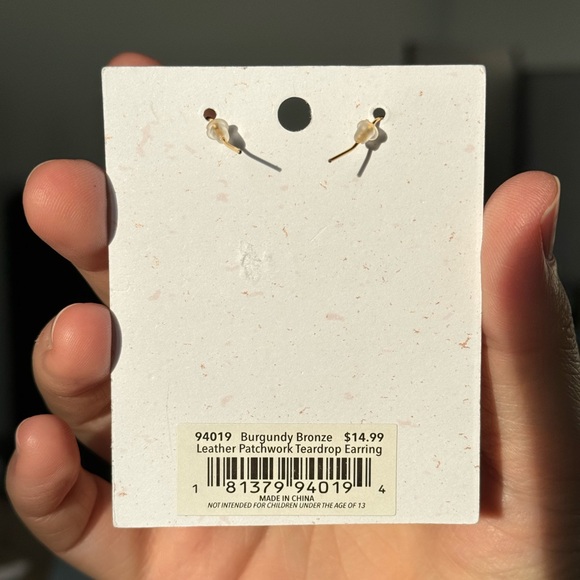 94019 Burgundy Bronze $14.99
Leather Patchwork Teardrop Earring
1 81379 94019 4
MADE IN CHINA
NOT INTENDED FOR CHILDREN UNDER THE AGE OF 13